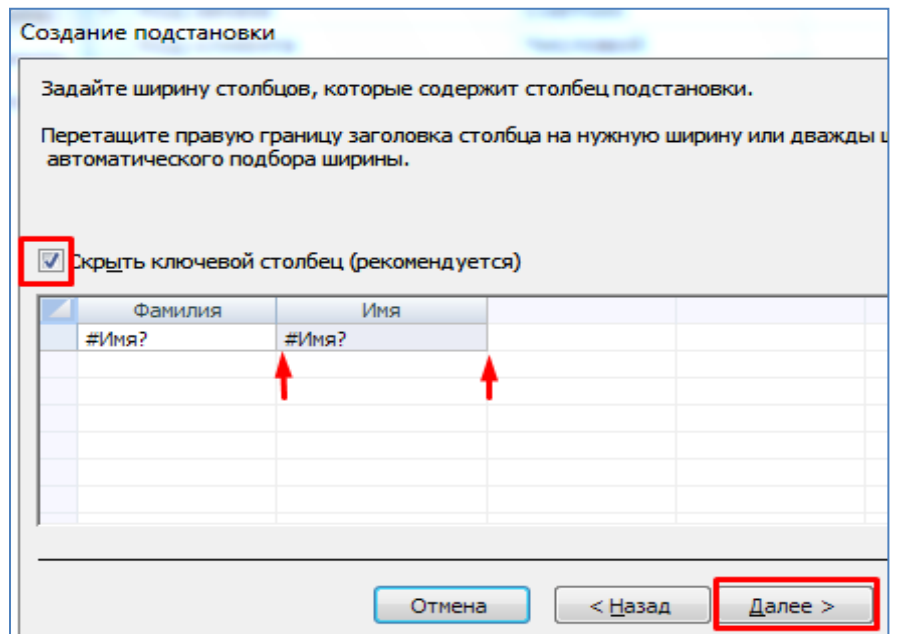 Создание подстановки
Задайте ширину столбцов, которые содержит столбец подстановки.
Перетащите правую границу заголовка столбца на нужную ширину или дважды
автоматического подбора ширины.
Скрыть ключевой столбец (рекомендуется)
Фамилия Имя
#Имя? #Имя?
Отмена < Назад Далее >